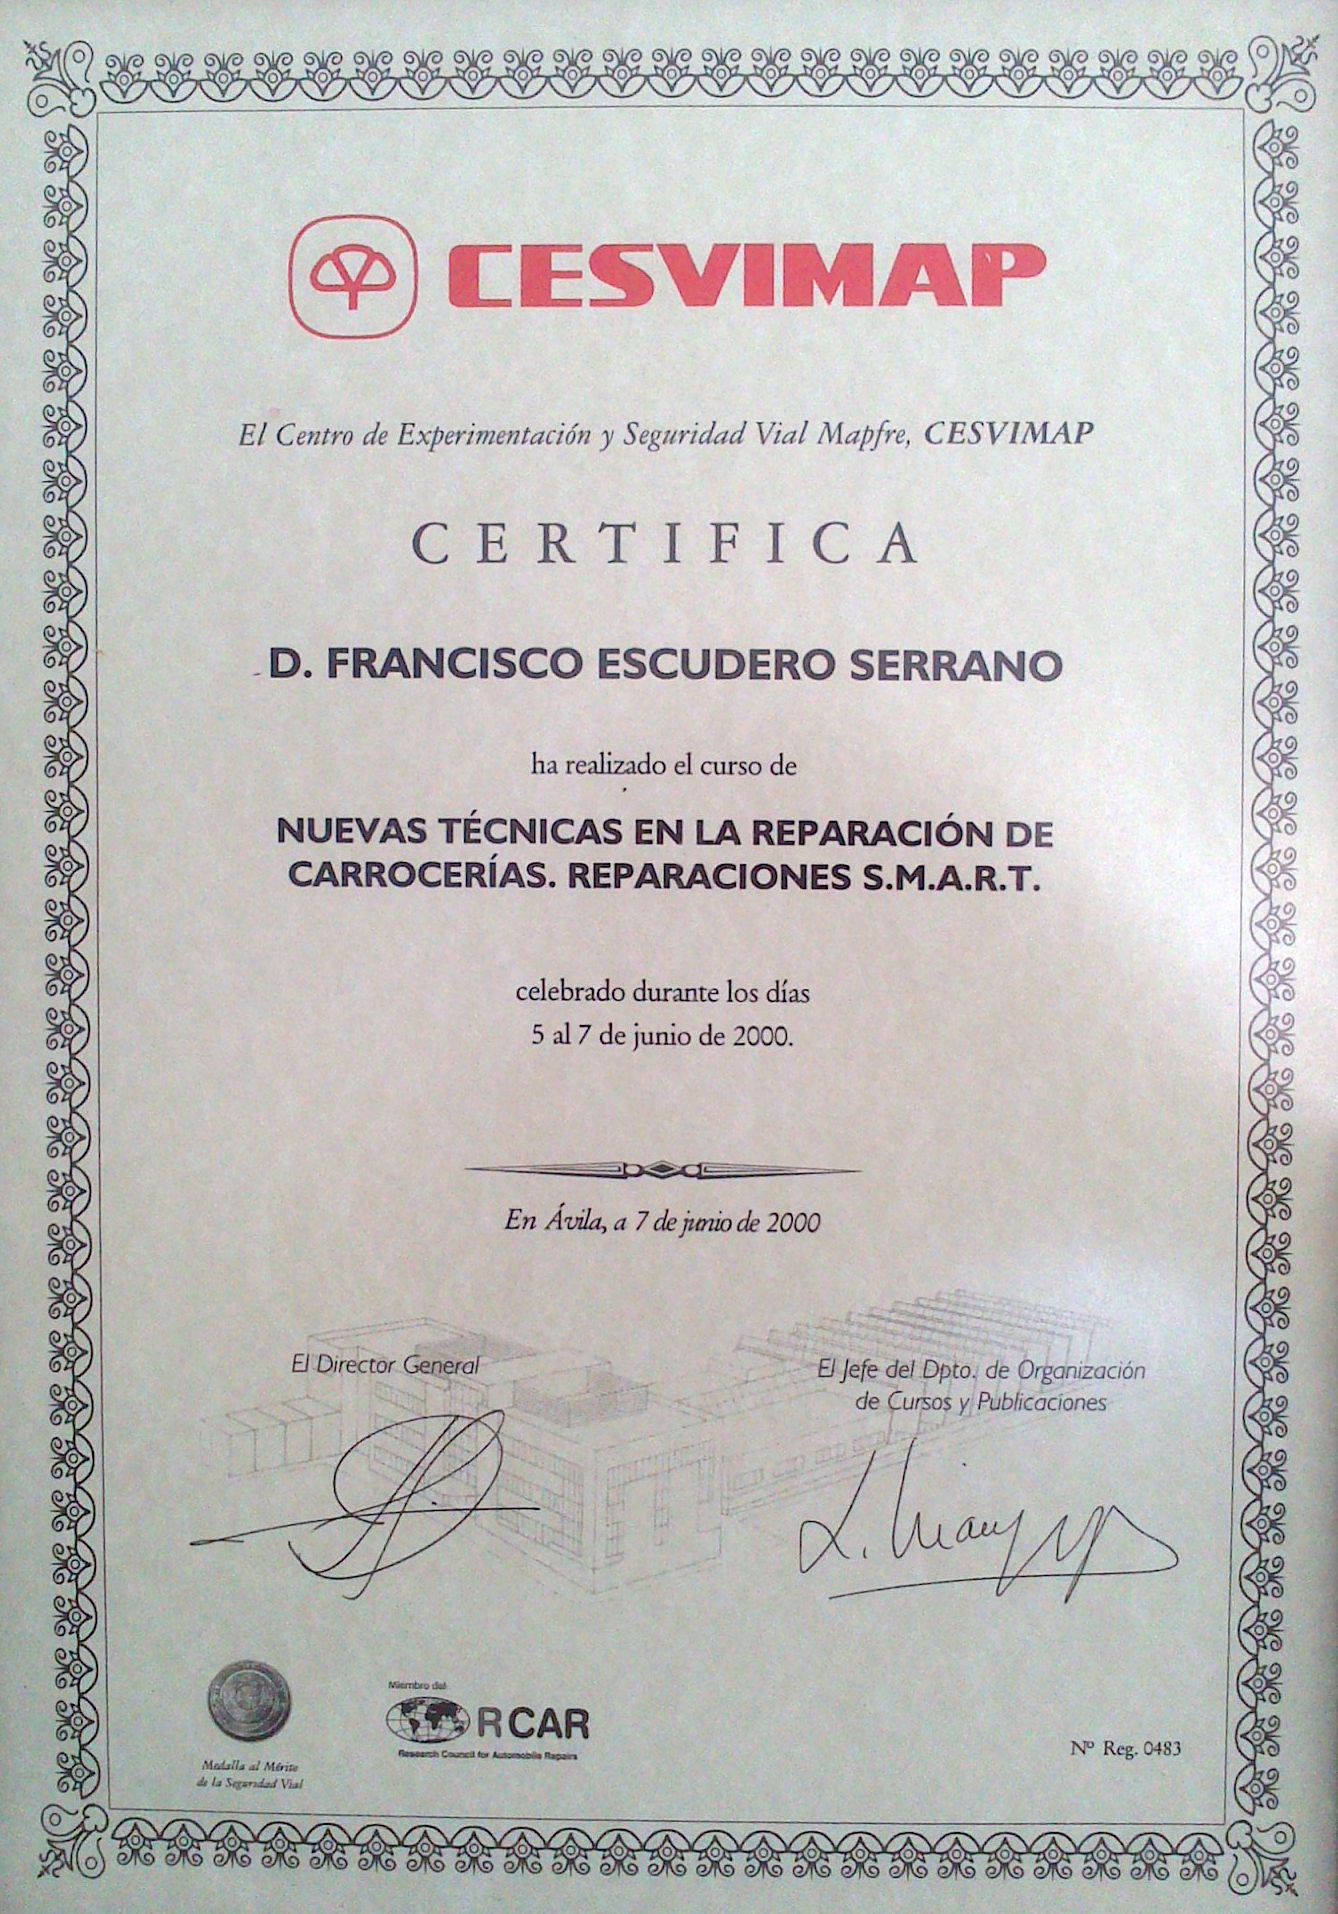 CESVIMAP
El Centro de Experimentación y Seguridad Vial Mapfre, CESVIMAP
CERTIFICA
D. FRANCISCO ESCUDERO SERRANO
ha realizado el curso de
NUEVAS TÉCNICAS EN LA REPARACIÓN DE
CARROCERÍAS. REPARACIONES S.M.A.R.T.
celebrado durante los días
5 al 7 de junio de 2000.
En Ávila, a 7 de junio de 2000
El Director General
El Jefe del Dpto. de Organización
de Cursos y Publicaciones
Medalla al Mérito
de la Seguridad Vial
Miembro del
RCAR
Research Council for Automobile Repairs
Nº Reg. 0483